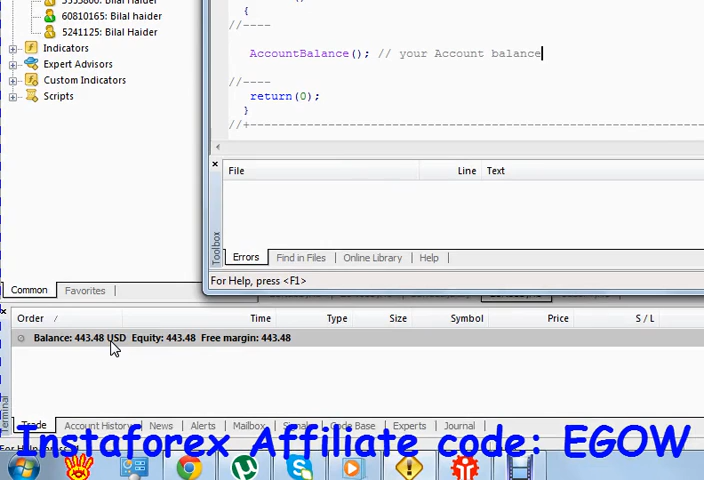 60810165: Bilal Haider
5241125: Bilal Haider
Indicators
Expert Advisors
Custom Indicators
Scripts
Common
Favorites
{
//----
AccountBalance(); // your Account balance
//----
return(0);
}
//+----------------------------------------------------------------
File Line Text
Toolbox
Errors Find in Files Online Library Help
For Help, press <F1>
Order / Time Type Size Symbol Price S / L
Balance: 443.48 USD Equity: 443.48 Free margin: 443.48
Terminal
Trade Account History News Alerts Mailbox Code Base Experts Journal
Instaforex Affiliate code: EGOW